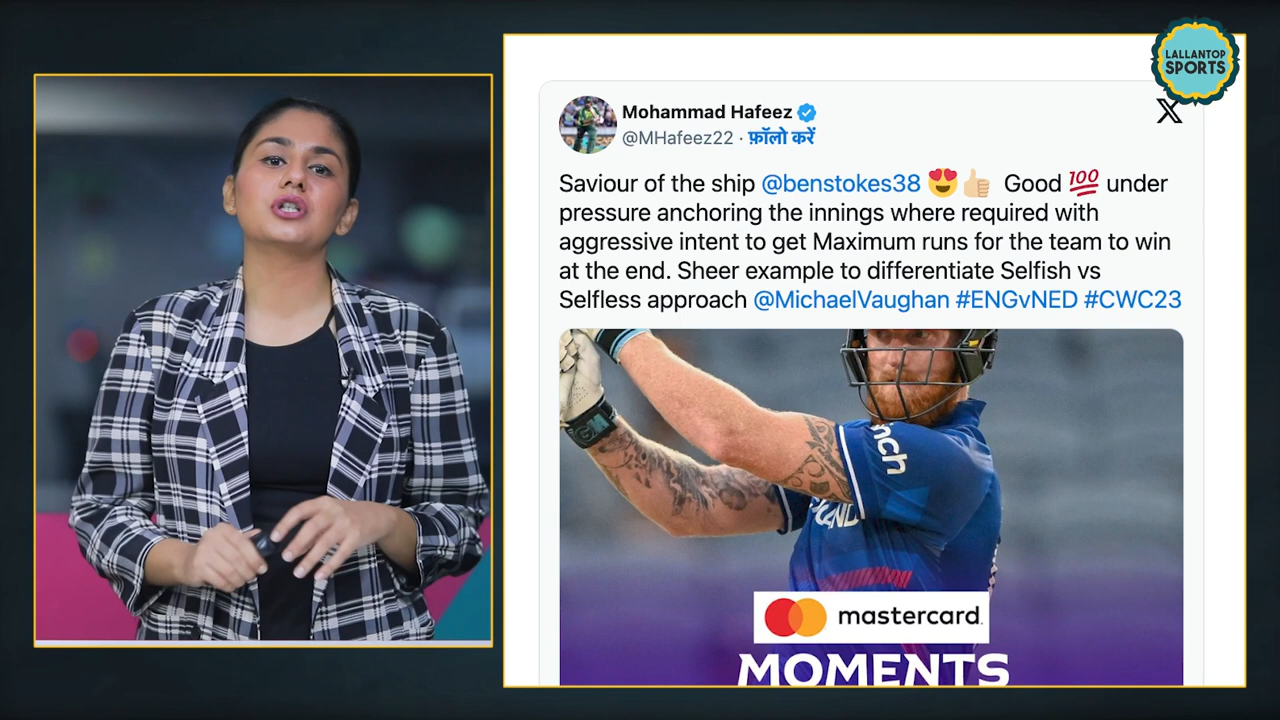 LALLANTOP
SPORTS
Mohammad Hafeez
@MHafeez22 · फ़ॉलो करें
Saviour of the ship @benstokes38 😍👍🏼 Good 💯 under
pressure anchoring the innings where required with
aggressive intent to get Maximum runs for the team to win
at the end. Sheer example to differentiate Selfish vs
Selfless approach @MichaelVaughan #ENGvNED #CWC23
nch
mastercard
MOMENTS